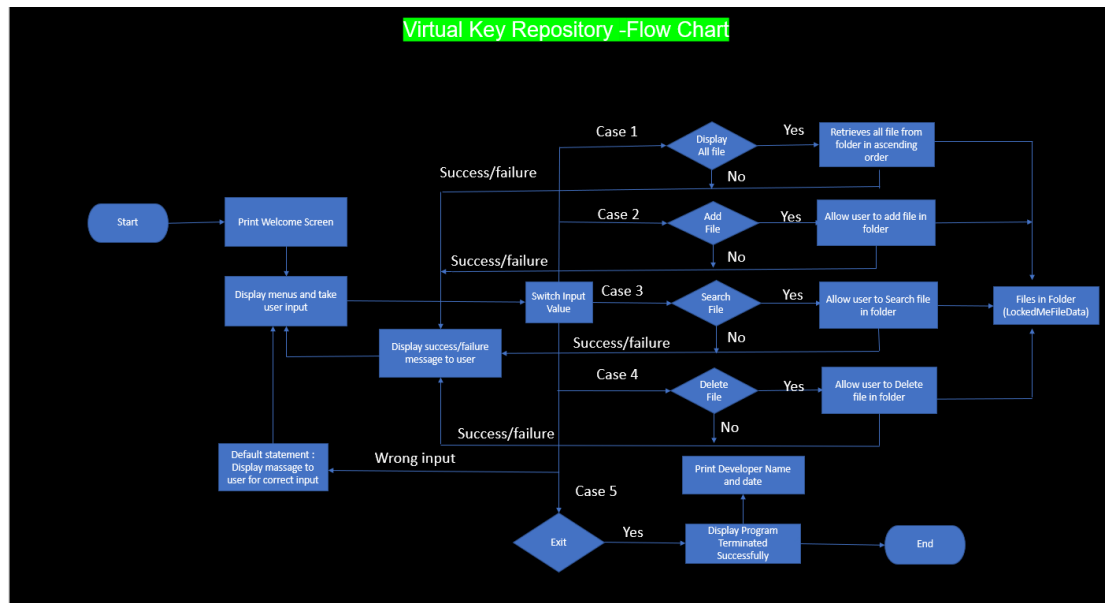 Virtual Key Repository -Flow Chart
Case 1
Display
All file
Yes
Retrieves all file from
folder in ascending
order
No
Success/failure
Start
Print Welcome Screen
Case 2
Add
File
Yes
Allow user to add file in
folder
No
Success/failure
Display menus and take
user input
Switch Input
Value
Case 3
Search
File
Yes
Allow user to Search file
in folder
Files in Folder
(LockedMeFileData)
No
Success/failure
Display success/failure
message to user
Case 4
Delete
File
Yes
Allow user to Delete
file in folder
No
Success/failure
Default statement :
Display massage to
user for correct input
Wrong input
Print Developer Name
and date
Case 5
Exit
Yes
Display Program
Terminated
Successfully
End